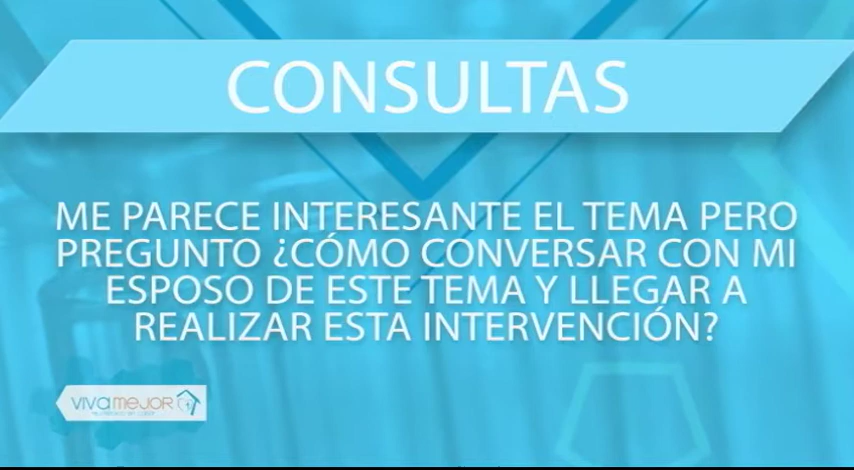 CONSULTAS
ME PARECE INTERESANTE EL TEMA PERO
PREGUNTO ¿CÓMO CONVERSAR CON MI
ESPOSO DE ESTE TEMA Y LLEGAR A
REALIZAR ESTA INTERVENCIÓN?
VIVAMEJOR